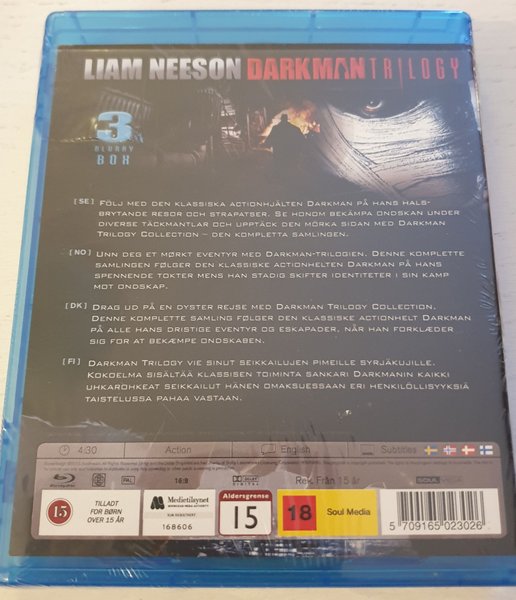 LIAM NEESON DARKMAN TRILOGY
3
BLURAY
BOX
[SE] FÖLJ MED DEN KLASSISKA ACTIONHJÄLTEN DARKMAN PÅ HANS HALS-
BRYTANDE RESOR OCH STRAPATSER. SE HONOM BEKÄMPA ONDSKAN UNDER
DIVERSE TÄCKMANTLAR OCH UPPTÄCK DEN MÖRKA SIDAN MED DARKMAN
TRILOGY COLLECTION – DEN KOMPLETTA SAMLINGEN.
[NO] UNN DEG ET MØRKT EVENTYR MED DARKMAN-TRILOGIEN. DENNE KOMPLETTE
SAMLINGEN FØLGER DEN KLASSISKE ACTIONHELTEN DARKMAN PÅ HANS
SPENNENDE TOKTER MENS HAN STADIG SKIFTER IDENTITETER I SIN KAMP
MOT ONDSKAP.
[DK] DRAG UD PÅ EN DYSTER REJSE MED DARKMAN TRILOGY COLLECTION.
DENNE KOMPLETTE SAMLING FØLGER DEN KLASSISKE ACTIONHELT DARKMAN
PÅ ALLE HANS DRISTIGE EVENTYR OG ESKAPADER, NÅR HAN FORKLÆDER
SIG FOR AT BEKÆMPE ONDSKABEN.
[FI] DARKMAN TRILOGY VIE SINUT SEIKKAILUJEN PIMEILLE SYRJÄKUJILLE.
KOKOELMA SISÄLTÄÄ KLASSISEN TOIMINTA SANKARI DARKMANIN KAIKKI
UHKAROHKEAT SEIKKAILUT HÄNEN OMAKSUESSAAN ERI HENKILÖLLISYYKSIÄ
TAISTELUSSA PAHAA VASTAAN.
4:30 Action English Subtitles
PAL 16:9 DOLBY DIGITAL Rek. Från 15 år SOUL MEDIA
15
TILLADT
FOR BØRN
OVER 15 ÅR
Medietilsynet
168606
Aldersgrense
15
18 Soul Media
5 709165 023026